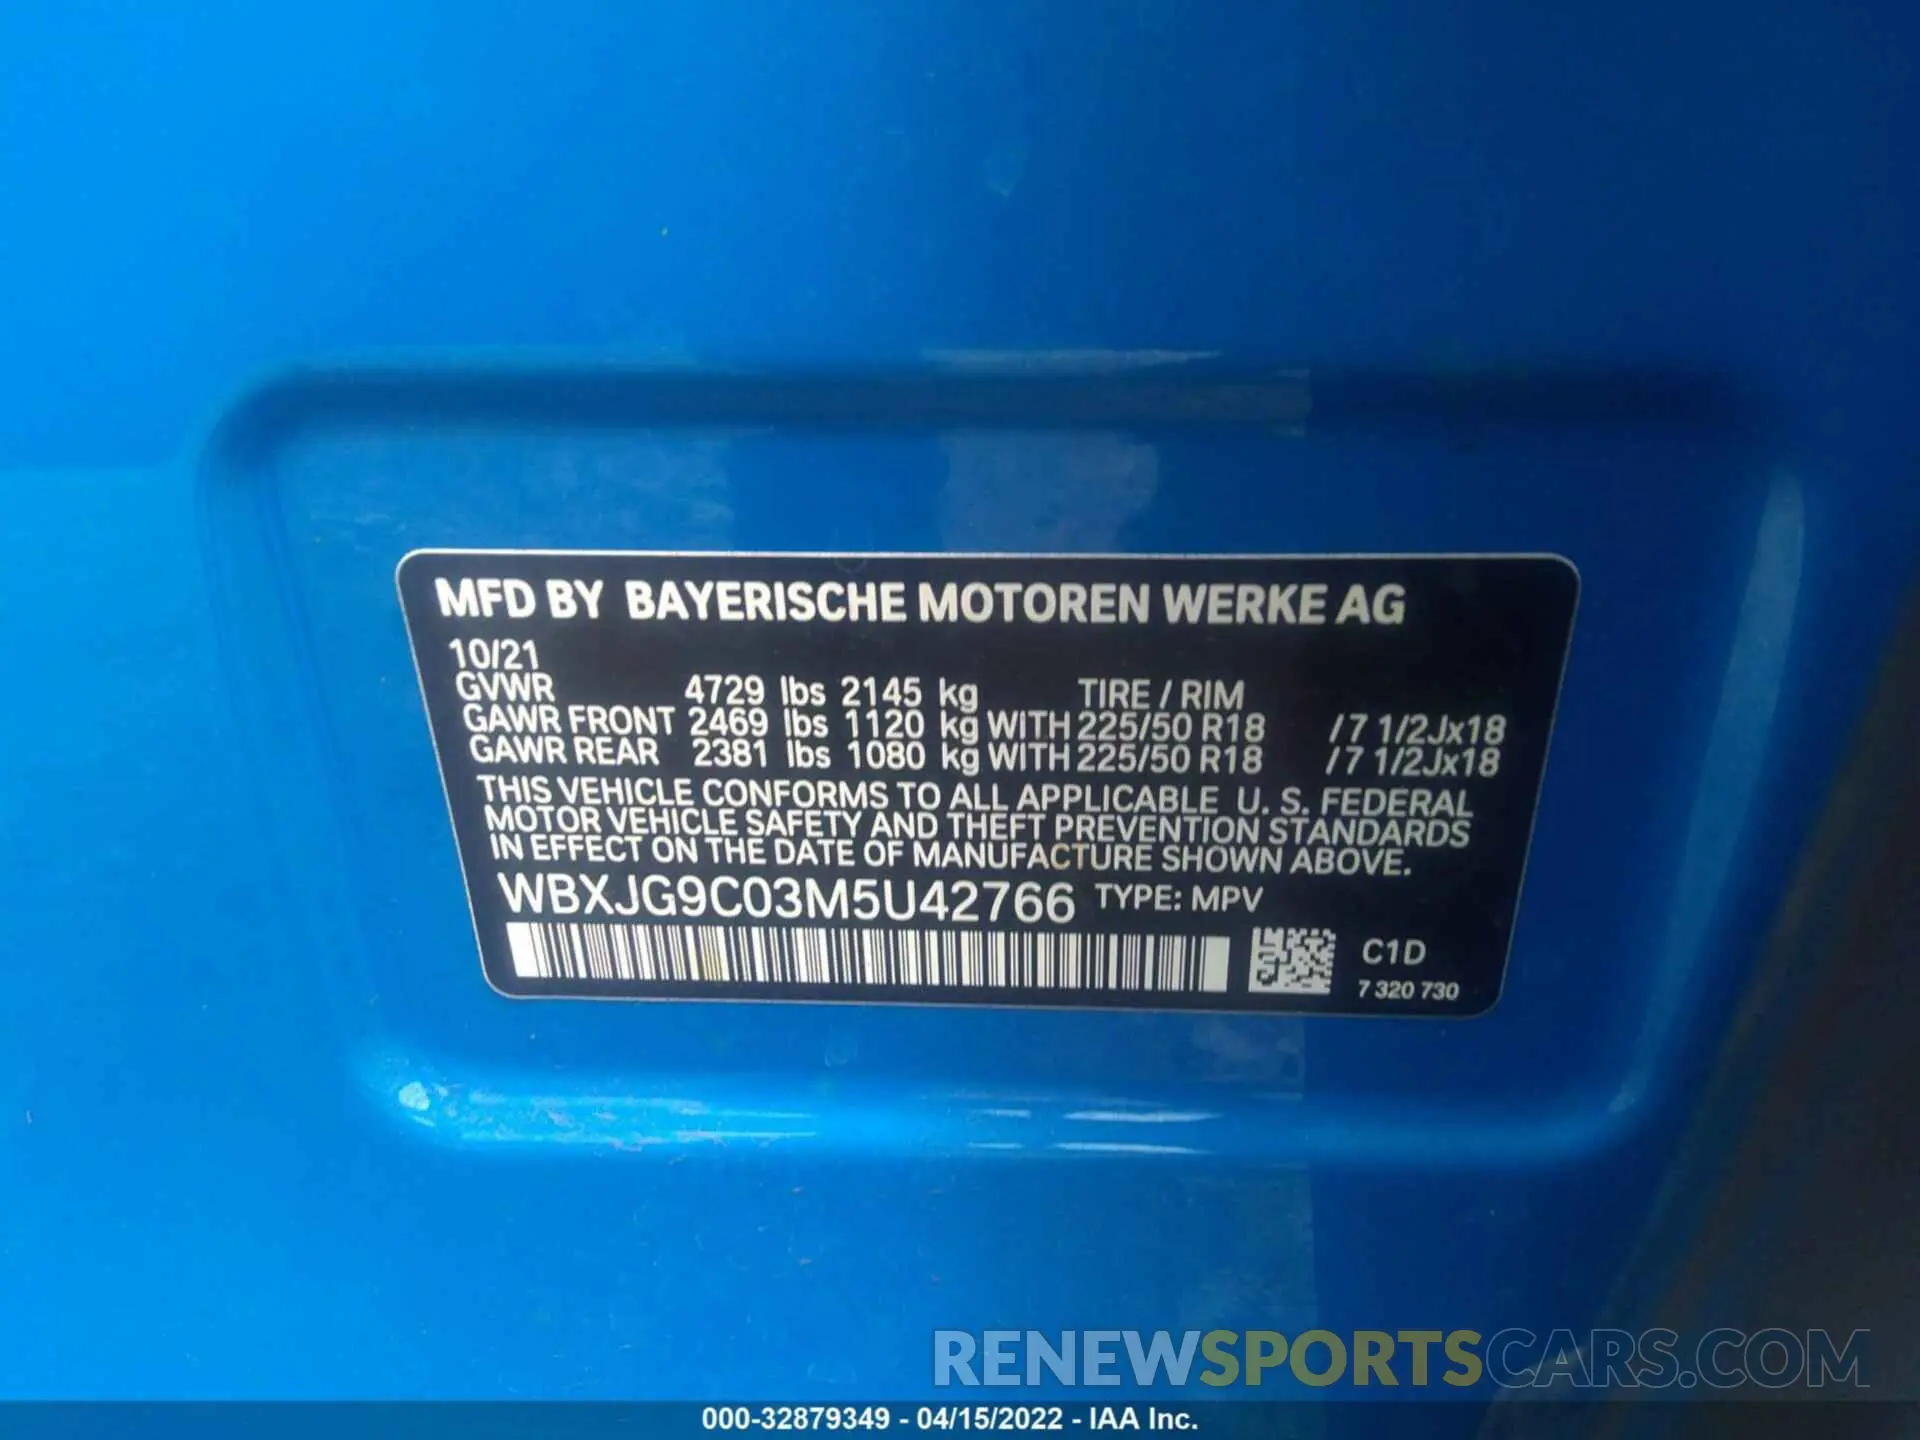 MFD BY BAYERISCHE MOTOREN WERKE AG
10/21
GVWR 4729 lbs 2145 kg TIRE / RIM
GAWR FRONT 2469 lbs 1120 kg WITH 225/50 R18 /7 1/2Jx18
GAWR REAR 2381 lbs 1080 kg WITH 225/50 R18 /7 1/2Jx18
THIS VEHICLE CONFORMS TO ALL APPLICABLE U. S. FEDERAL
MOTOR VEHICLE SAFETY AND THEFT PREVENTION STANDARDS
IN EFFECT ON THE DATE OF MANUFACTURE SHOWN ABOVE.
WBXJG9C03M5U42766 TYPE: MPV
C1D
7 320 730
RENEWSPORTSCARS.COM
000-32879349 - 04/15/2022 - IAA Inc.